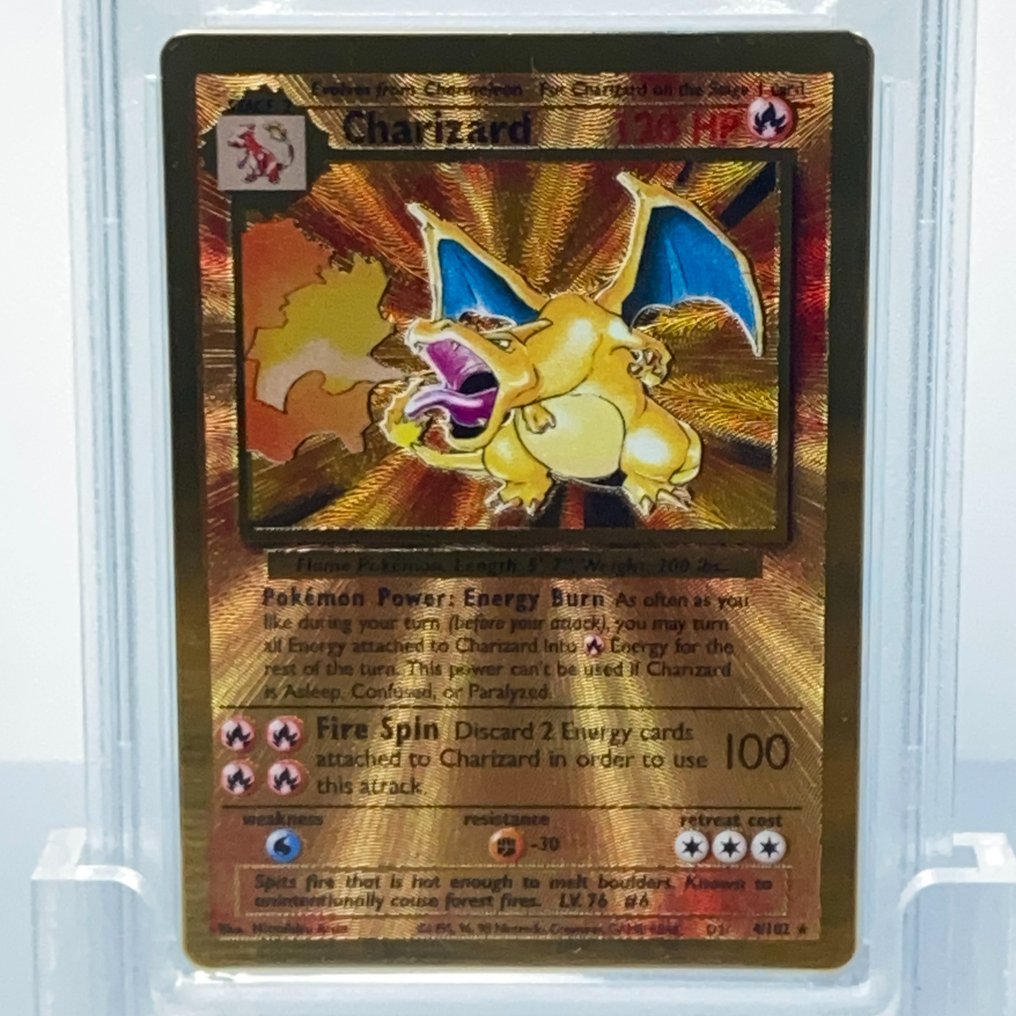 Evolves from Charmeleon Put Charizard on the Stage 1 card
STAGE 2
Charizard 120 HP
Flame Pokémon. Length: 5' 7", Weight: 200 lbs.
Pokémon Power: Energy Burn As often as you
like during your turn (before your attack), you may turn
all Energy attached to Charizard into Energy for the
rest of the turn. This power can't be used if Charizard
is Asleep, Confused, or Paralyzed.
Fire Spin Discard 2 Energy cards
attached to Charizard in order to use 100
this attack.
weakness resistance retreat cost
-30
Spits fire that is hot enough to melt boulders. Known to
unintentionally cause forest fires. LV. 76 #6
Illus. Mitsuhiro Arita 4/102